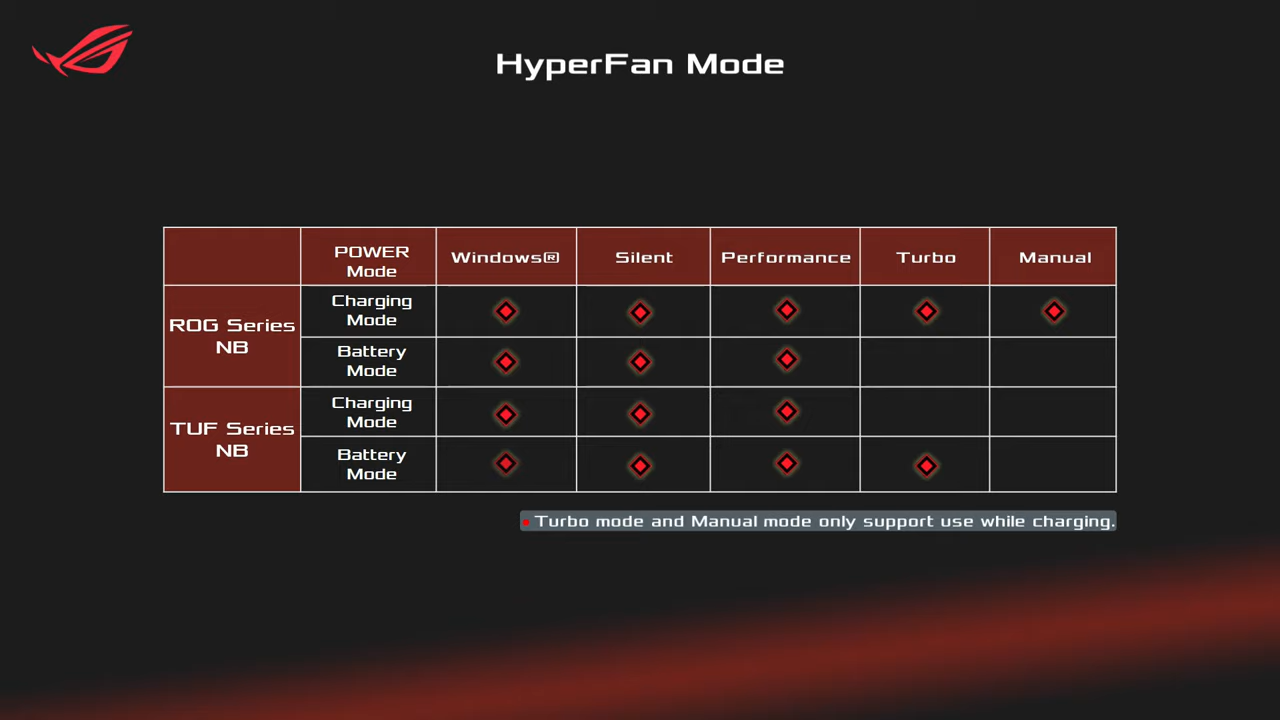 HyperFan Mode
POWER
Mode
Windows®
Silent
Performance
Turbo
Manual
ROG Series
NB
Charging
Mode
Battery
Mode
TUF Series
NB
Charging
Mode
Battery
Mode
Turbo mode and Manual mode only support use while charging.